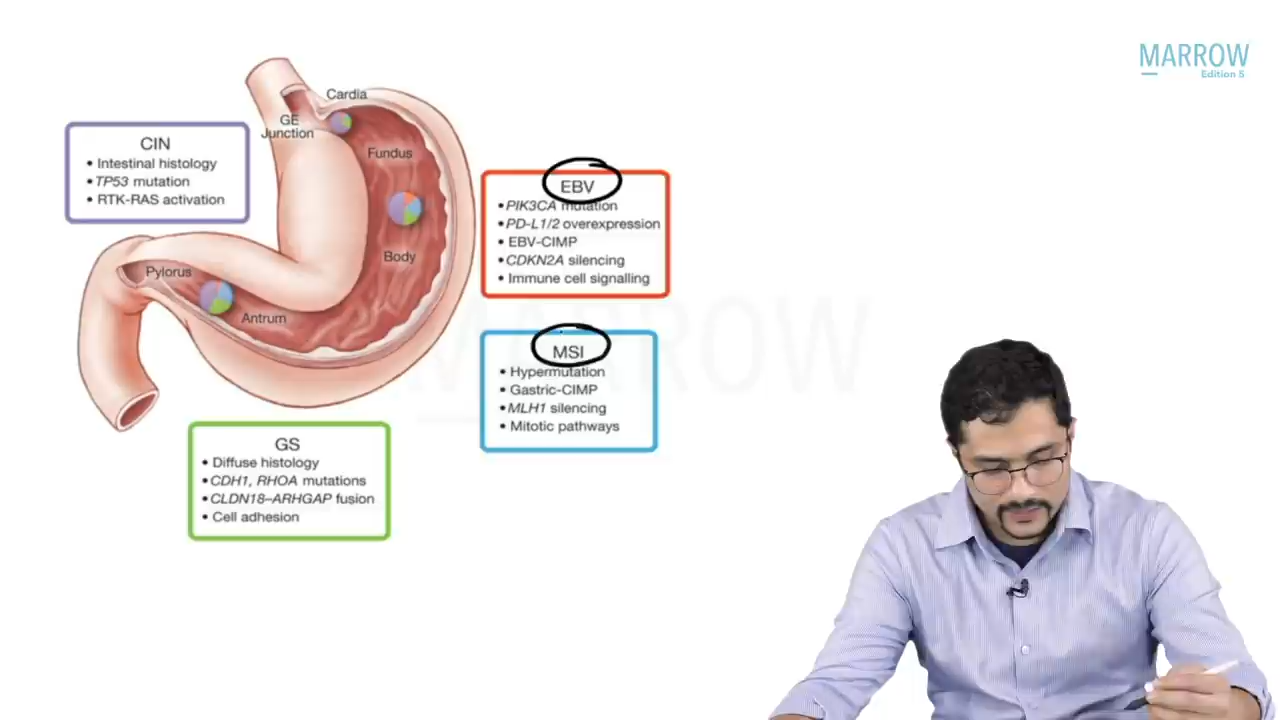 MARROW
Edition 5
Cardia
GE
Junction
Fundus
Body
Pylorus
Antrum
CIN
• Intestinal histology
• TP53 mutation
• RTK-RAS activation
EBV
• PIK3CA mutation
• PD-L1/2 overexpression
• EBV-CIMP
• CDKN2A silencing
• Immune cell signalling
MSI
• Hypermutation
• Gastric-CIMP
• MLH1 silencing
• Mitotic pathways
GS
• Diffuse histology
• CDH1, RHOA mutations
• CLDN18–ARHGAP fusion
• Cell adhesion
MARROW